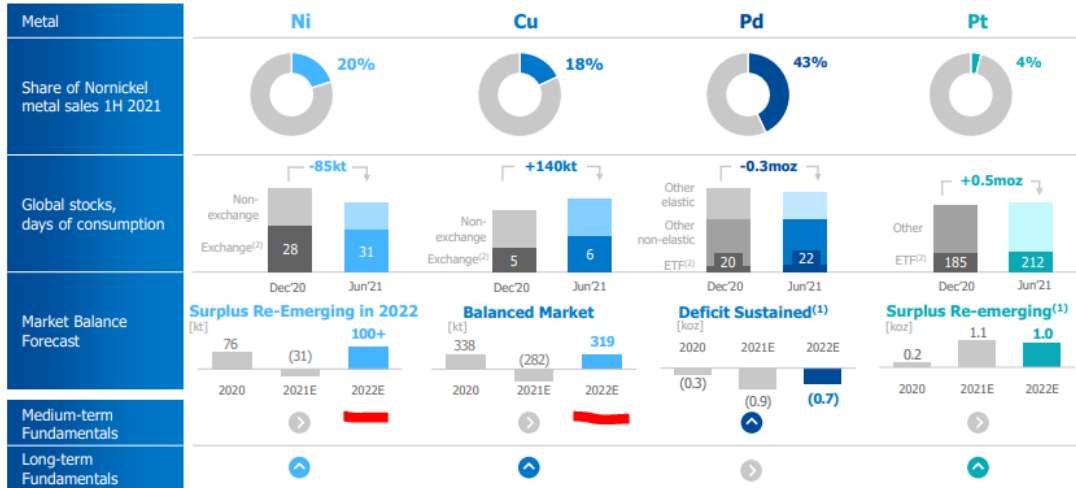 Metal
Ni
Cu
Pd
Pt
Share of Nornickel
metal sales 1H 2021
20%
18%
43%
4%
Global stocks,
days of consumption
-85kt
Non-
exchange
Exchange(2)
28
31
Dec'20
Jun'21
+140kt
Non-
exchange
Exchange(2)
5
6
Dec'20
Jun'21
-0.3moz
Other
elastic
Other
non-elastic
ETF(2)
20
22
Dec'20
Jun'21
+0.5moz
Other
ETF(2)
185
212
Dec'20
Jun'21
Market Balance
Forecast
Surplus Re-Emerging in 2022
[kt]
76
(31)
100+
2020
2021E
2022E
Balanced Market
[kt]
338
(282)
319
2020
2021E
2022E
Deficit Sustained(1)
[koz]
2020
2021E
2022E
(0.3)
(0.9)
(0.7)
Surplus Re-emerging(1)
[koz]
0.2
1.1
1.0
2020
2021E
2022E
Medium-term
Fundamentals
Long-term
Fundamentals